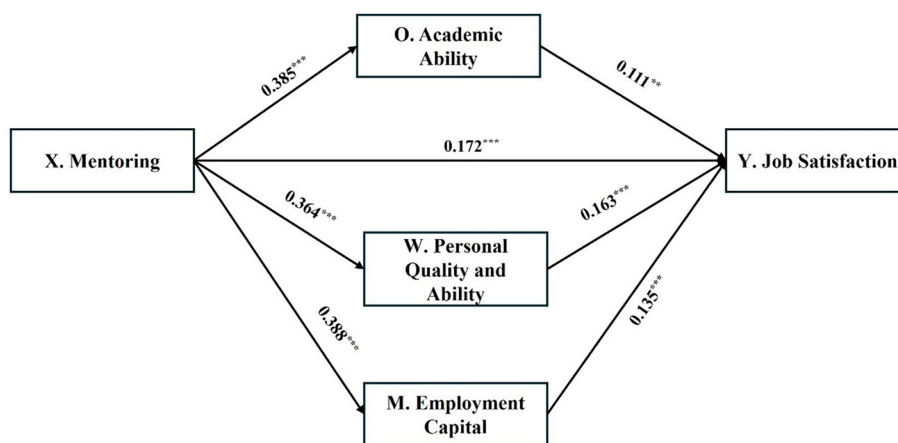 O. Academic
Ability
0.385***
0.111**
X. Mentoring
0.172***
Y. Job Satisfaction
0.364***
0.163***
W. Personal
Quality and
Ability
0.388***
0.135***
M. Employment
Capital